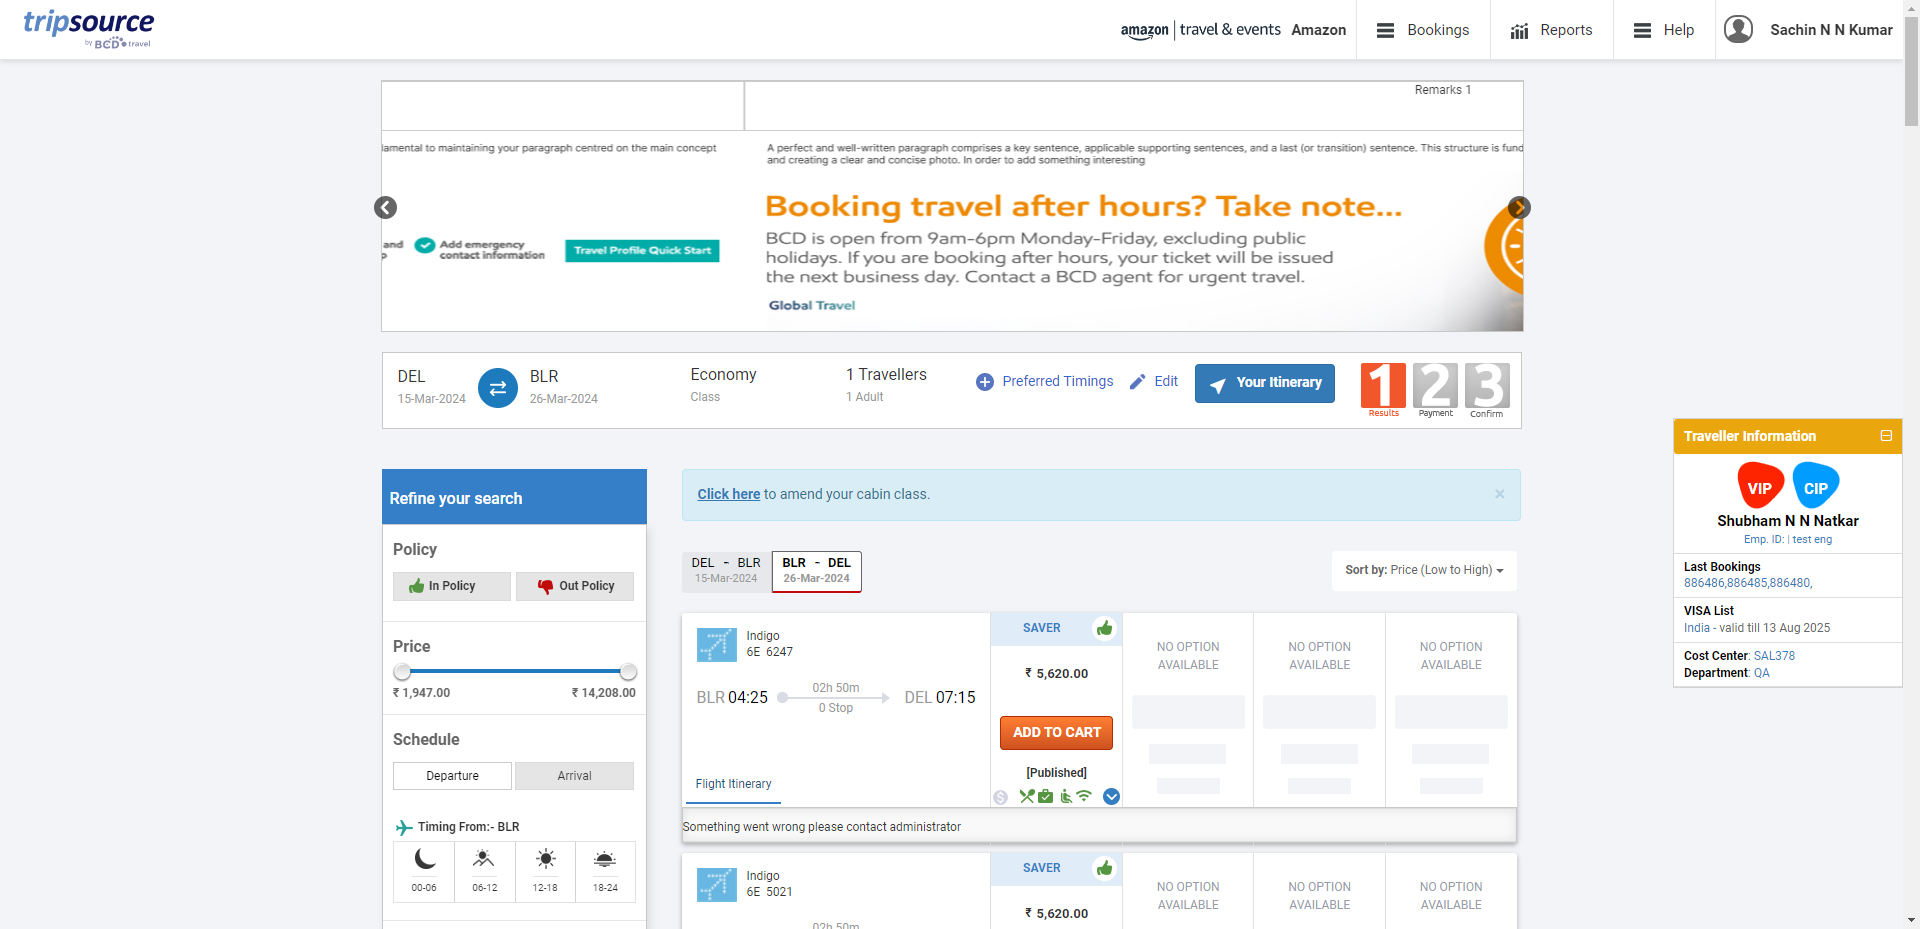 tripsource
by BCD travel
amazon travel & events Amazon
Bookings
Reports
Help
Sachin N N Kumar
Remarks 1
lamental to maintaining your paragraph centred on the main concept
A perfect and well-written paragraph comprises a key sentence, applicable supporting sentences, and a last (or transition) sentence. This structure is fund
and creating a clear and concise photo. In order to add something interesting
and
Add emergency
contact information
Travel Profile Quick Start
Booking travel after hours? Take note...
BCD is open from 9am-6pm Monday-Friday, excluding public
holidays. If you are booking after hours, your ticket will be issued
the next business day. Contact a BCD agent for urgent travel.
Global Travel
DEL
15-Mar-2024
BLR
26-Mar-2024
Economy
Class
1 Travellers
1 Adult
Preferred Timings
Edit
Your Itinerary
1
Results
2
Payment
3
Confirm
Traveller Information
VIP
CIP
Shubham N N Natkar
Emp. ID: | test eng
Last Bookings
886486,886485,886480,
VISA List
India - valid till 13 Aug 2025
Cost Center: SAL378
Department: QA
Refine your search
Policy
In Policy
Out Policy
Price
₹ 1,947.00
₹ 14,208.00
Schedule
Departure
Arrival
Timing From:- BLR
00-06
06-12
12-18
18-24
Click here to amend your cabin class.
×
DEL - BLR
15-Mar-2024
BLR - DEL
26-Mar-2024
Sort by: Price (Low to High)
Indigo
6E 6247
BLR 04:25
02h 50m
0 Stop
DEL 07:15
Flight Itinerary
SAVER
₹ 5,620.00
ADD TO CART
[Published]
NO OPTION
AVAILABLE
NO OPTION
AVAILABLE
NO OPTION
AVAILABLE
Something went wrong please contact administrator
Indigo
6E 5021
02h 50m
SAVER
₹ 5,620.00
NO OPTION
AVAILABLE
NO OPTION
AVAILABLE
NO OPTION
AVAILABLE